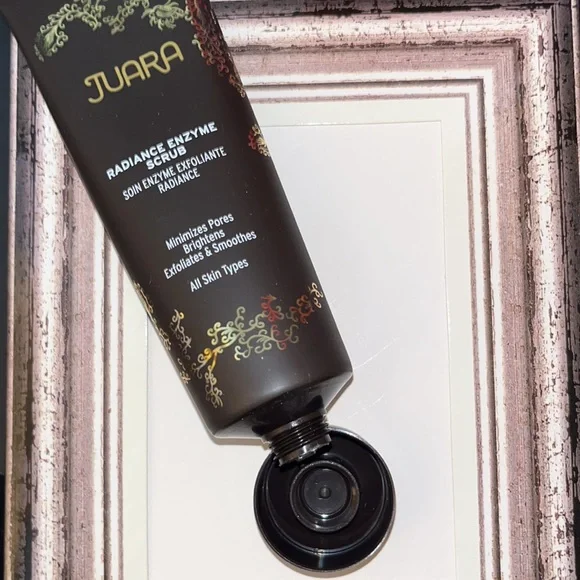 JUARA
RADIANCE ENZYME
SCRUB
SOIN ENZYME EXFOLIANTE
RADIANCE
Minimizes Pores
Brightens
Exfoliates & Smoothes
All Skin Types